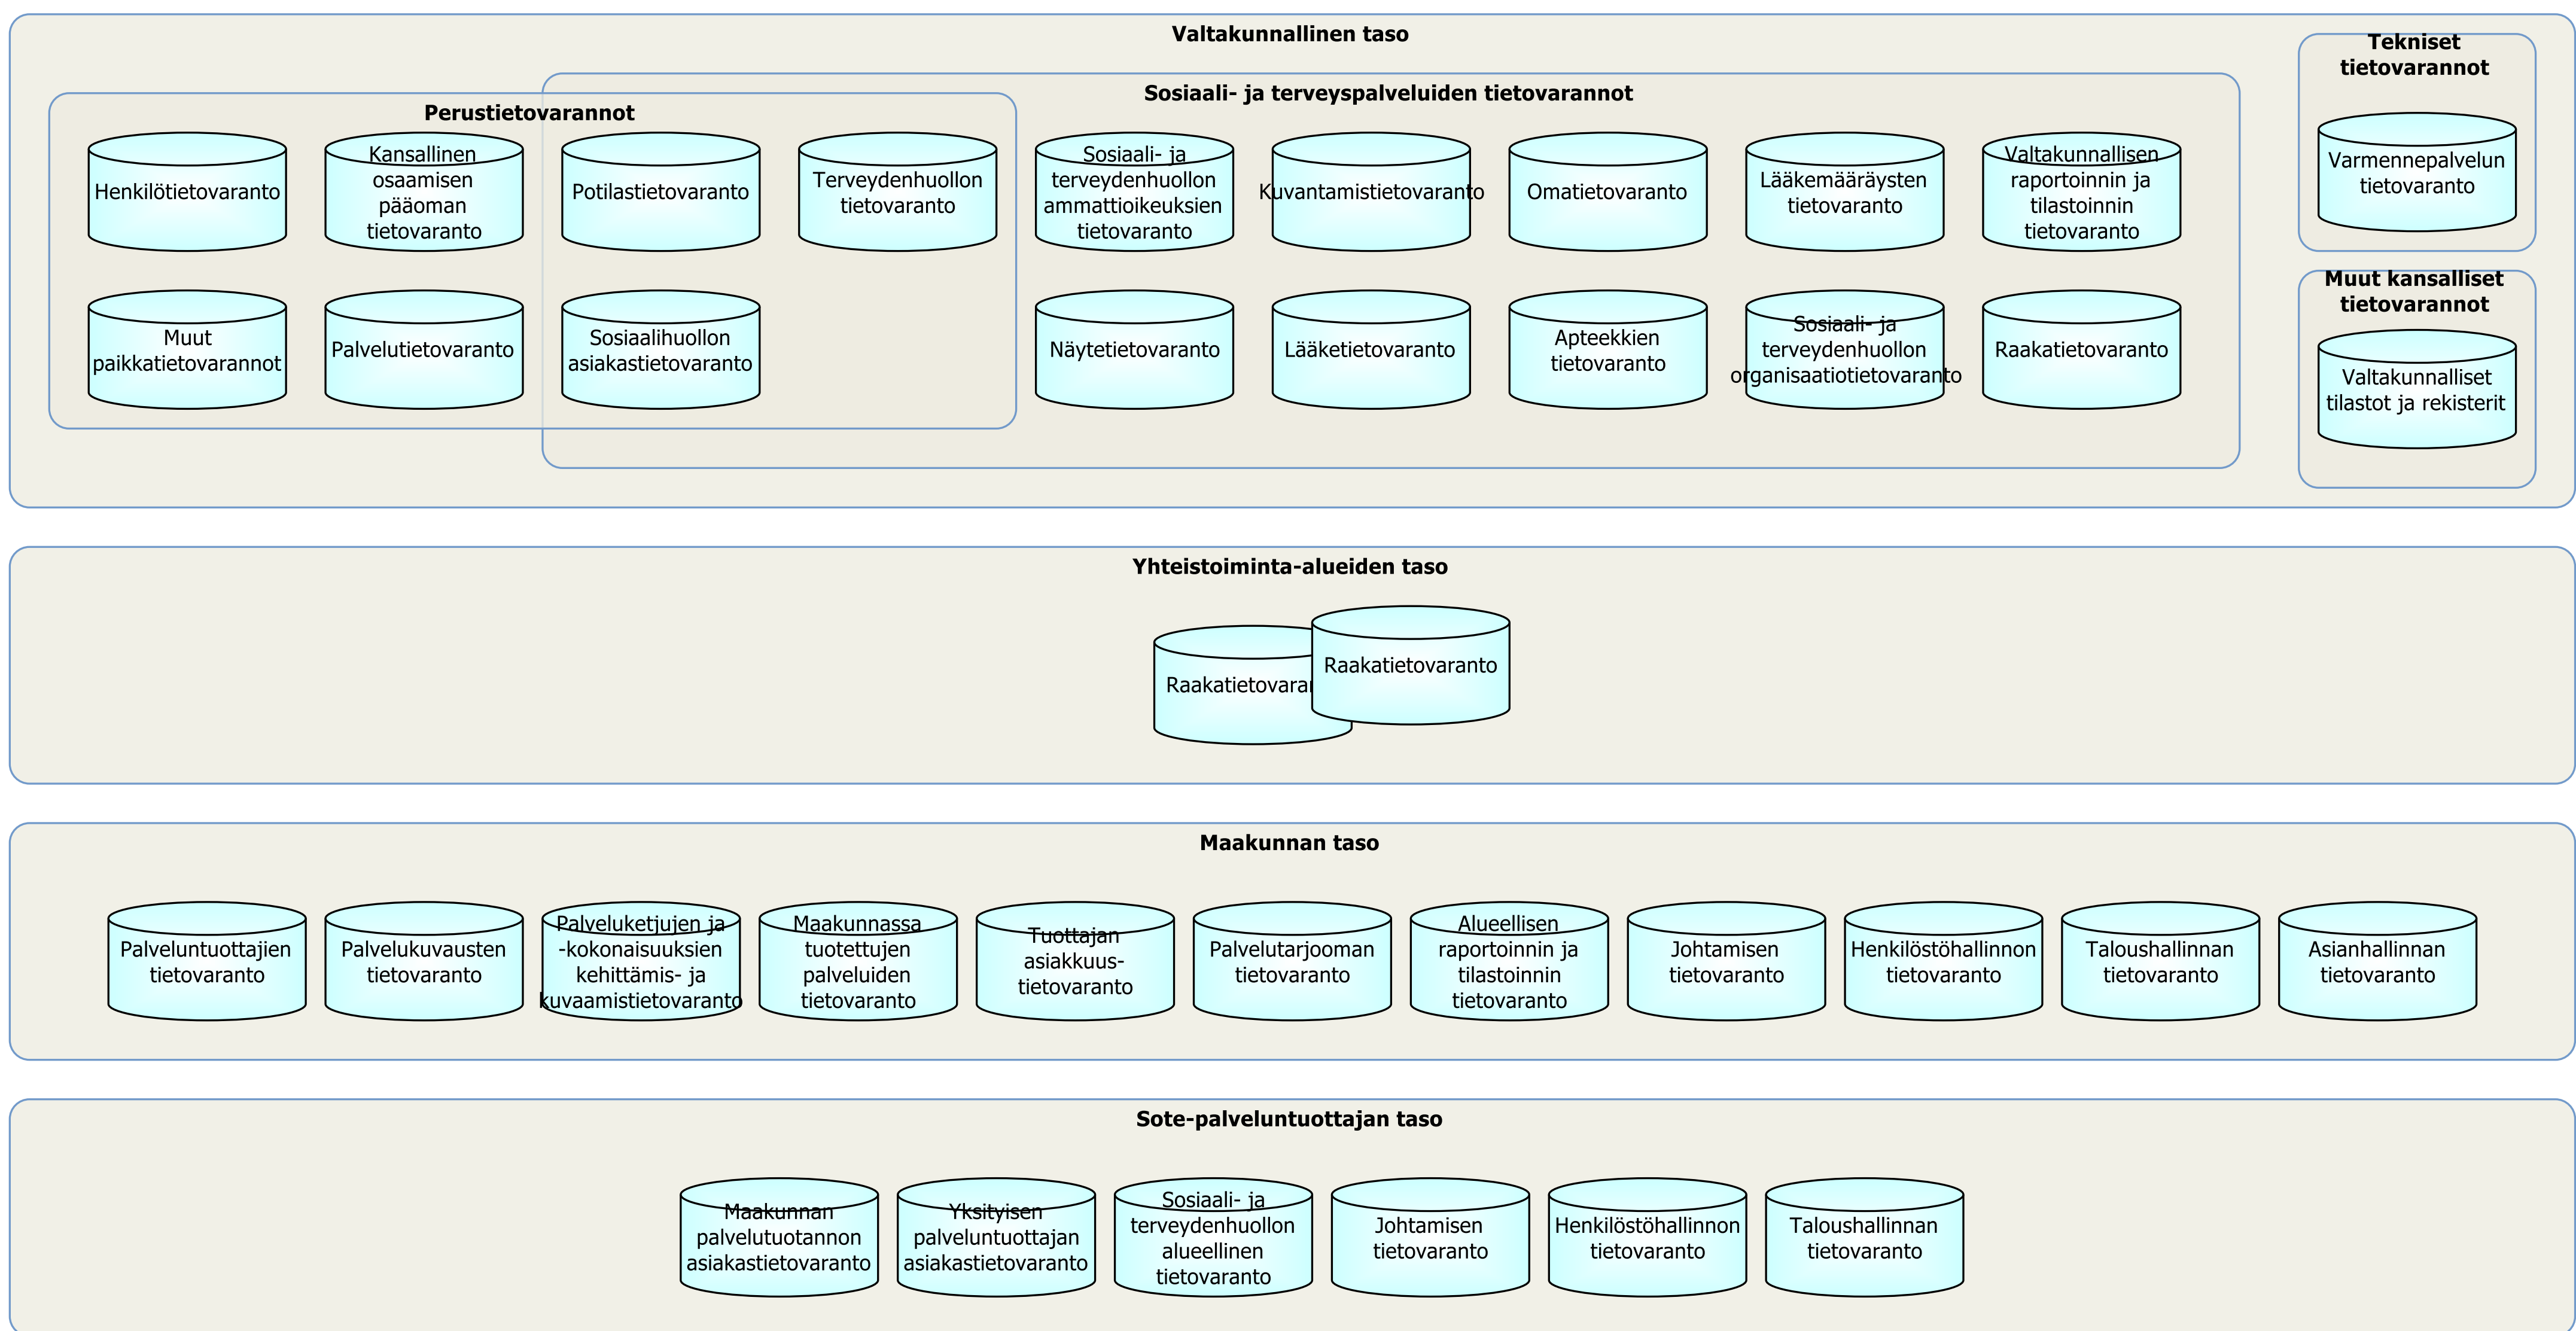 Valtakunnallinen taso
Tekniset
tietovarannot
Varmennepalvelun
tietovaranto
Muut kansalliset
tietovarannot
Valtakunnalliset
tilastot ja rekisterit
Perustietovarannot
Henkilötietovaranto
Kansallinen
osaamisen
pääoman
tietovaranto
Potilastietovaranto
Terveydenhuollon
tietovaranto
Muut
paikkatietovarannot
Palvelutietovaranto
Sosiaalihuollon
asiakastietovaranto
Sosiaali- ja terveyspalveluiden tietovarannot
Sosiaali- ja
terveydenhuollon
ammattioikeuksien
tietovaranto
Kuvantamistietovaranto
Omatietovaranto
Lääkemääräysten
tietovaranto
Valtakunnallisen
raportoinnin ja
tilastoinnin
tietovaranto
Näytetietovaranto
Lääketietovaranto
Apteekkien
tietovaranto
Sosiaali- ja
terveydenhuollon
organisaatiotietovaranto
Raakatietovaranto
Yhteistoiminta-alueiden taso
Raakatietovaran
Raakatietovaranto
Maakunnan taso
Palveluntuottajien
tietovaranto
Palvelukuvausten
tietovaranto
Palveluketjujen ja
-kokonaisuuksien
kehittämis- ja
kuvaamistietovaranto
Maakunnassa
tuotettujen
palveluiden
tietovaranto
Tuottajan
asiakkuus-
tietovaranto
Palvelutarjooman
tietovaranto
Alueellisen
raportoinnin ja
tilastoinnin
tietovaranto
Johtamisen
tietovaranto
Henkilöstöhallinnon
tietovaranto
Taloushallinnan
tietovaranto
Asianhallinnan
tietovaranto
Sote-palveluntuottajan taso
Maakunnan
palvelutuotannon
asiakastietovaranto
Yksityisen
palveluntuottajan
asiakastietovaranto
Sosiaali- ja
terveydenhuollon
alueellinen
tietovaranto
Johtamisen
tietovaranto
Henkilöstöhallinnon
tietovaranto
Taloushallinnan
tietovaranto